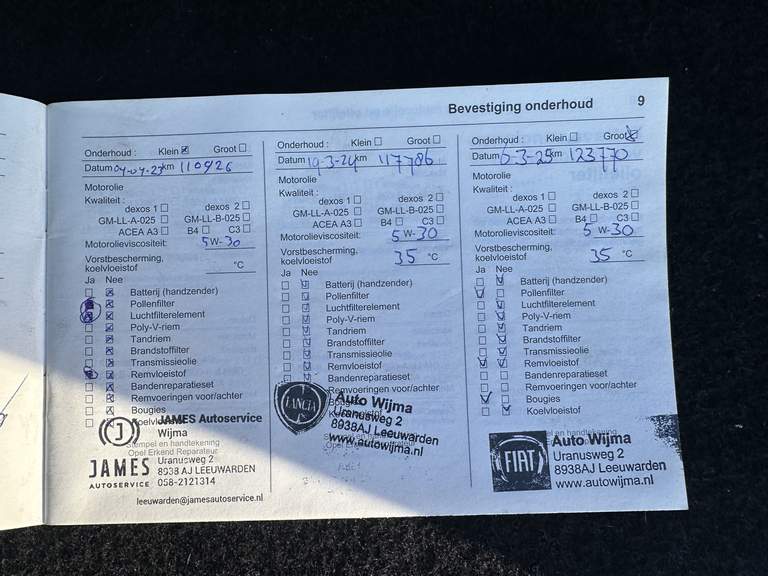 Bevestiging onderhoud 9
Onderhoud : Klein Groot
Datum 04-04-23 km 110426
Motorolie
Kwaliteit :
dexos 1 dexos 2
GM-LL-A-025 GM-LL-B-025
ACEA A3 B4 C3
Motorolieviscositeit: 5W-30
Vorstbescherming,
koelvloeistof °C
Ja Nee
Batterij (handzender)
Pollenfilter
Luchtfilterelement
Poly-V-riem
Tandriem
Brandstoffilter
Transmissieolie
Remvloeistof
Bandenreparatieset
Remvoeringen voor/achter
Bougies
JAMES Autoservice
Wijma
Stempel en handtekening
Opel Erkend Reparateur
Uranusweg 2
8938 AJ LEEUWARDEN
058-2121314
JAMES
AUTOSERVICE
leeuwarden@jamesautoservice.nl
Onderhoud : Klein Groot
Datum 19-3-24 km 117786
Motorolie
Kwaliteit :
dexos 1 dexos 2
GM-LL-A-025 GM-LL-B-025
ACEA A3 B4 C3
Motorolieviscositeit: 5W-30
Vorstbescherming,
koelvloeistof 35 °C
Ja Nee
Batterij (handzender)
Pollenfilter
Luchtfilterelement
Poly-V-riem
Tandriem
Brandstoffilter
Transmissieolie
Remvloeistof
Bandenreparatieset
Remvoeringen voor/achter
LANCIA
Auto Wijma
Uranusweg 2
8938AJ Leeuwarden
www.autowijma.nl
Opel Erkend Reparateur
Onderhoud : Klein Groot
Datum 6-3-25 km 123770
Motorolie
Kwaliteit :
dexos 1 dexos 2
GM-LL-A-025 GM-LL-B-025
ACEA A3 B4 C3
Motorolieviscositeit: 5W-30
Vorstbescherming,
koelvloeistof 35 °C
Ja Nee
Batterij (handzender)
Pollenfilter
Luchtfilterelement
Poly-V-riem
Tandriem
Brandstoffilter
Transmissieolie
Remvloeistof
Bandenreparatieset
Remvoeringen voor/achter
Bougies
Koelvloeistof
FIAT
Auto Wijma
Uranusweg 2
8938AJ Leeuwarden
www.autowijma.nl